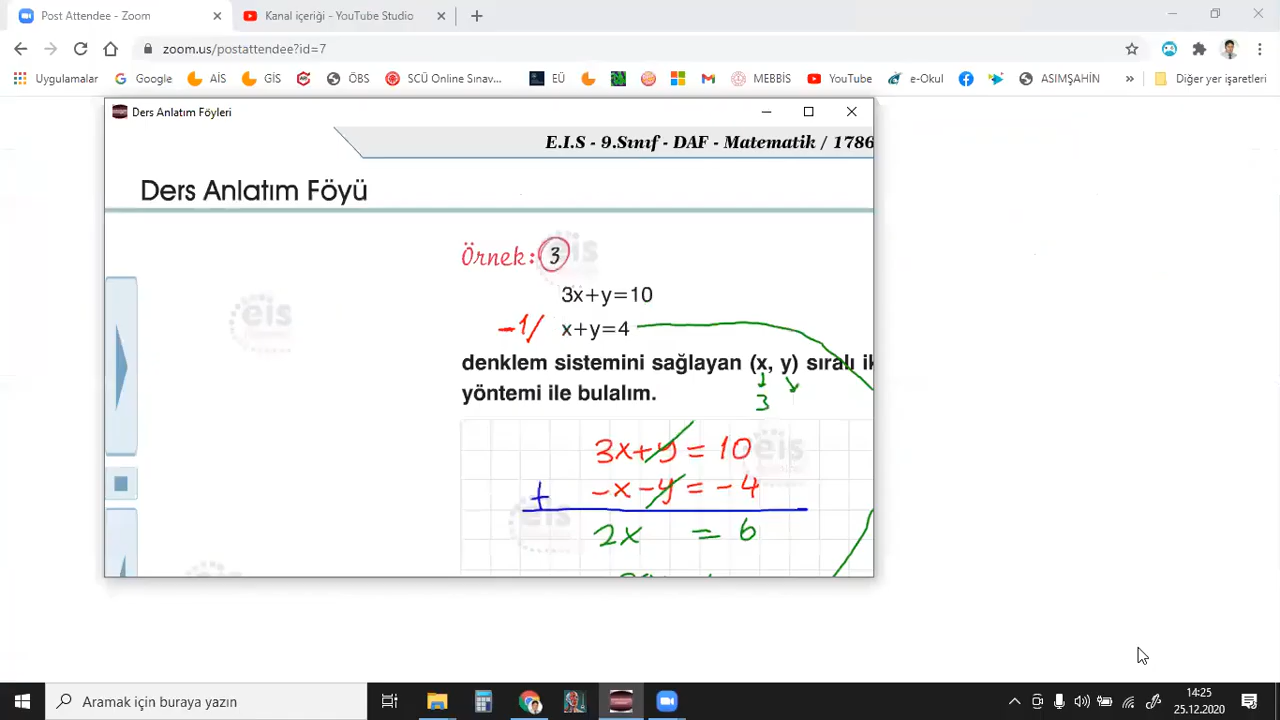 Post Attendee - Zoom
Kanal içeriği - YouTube Studio
zoom.us/postattendee?id=7
Uygulamalar
Google
AİS
GİS
ÖBS
SCÜ Online Sınav...
EÜ
MEBBİS
YouTube
e-Okul
ASIMŞAHİN
»
Diğer yer işaretleri
Ders Anlatım Föyleri
E.I.S - 9.Sınıf - DAF - Matematik / 1786
Ders Anlatım Föyü
Örnek: 3
3x+y=10
-1/ x+y=4
denklem sistemini sağlayan (x, y) sıralı ik
yöntemi ile bulalım.
3
3x+y = 10
+ -x-y = -4
2x = 6
eis
Aramak için buraya yazın
14:25
25.12.2020